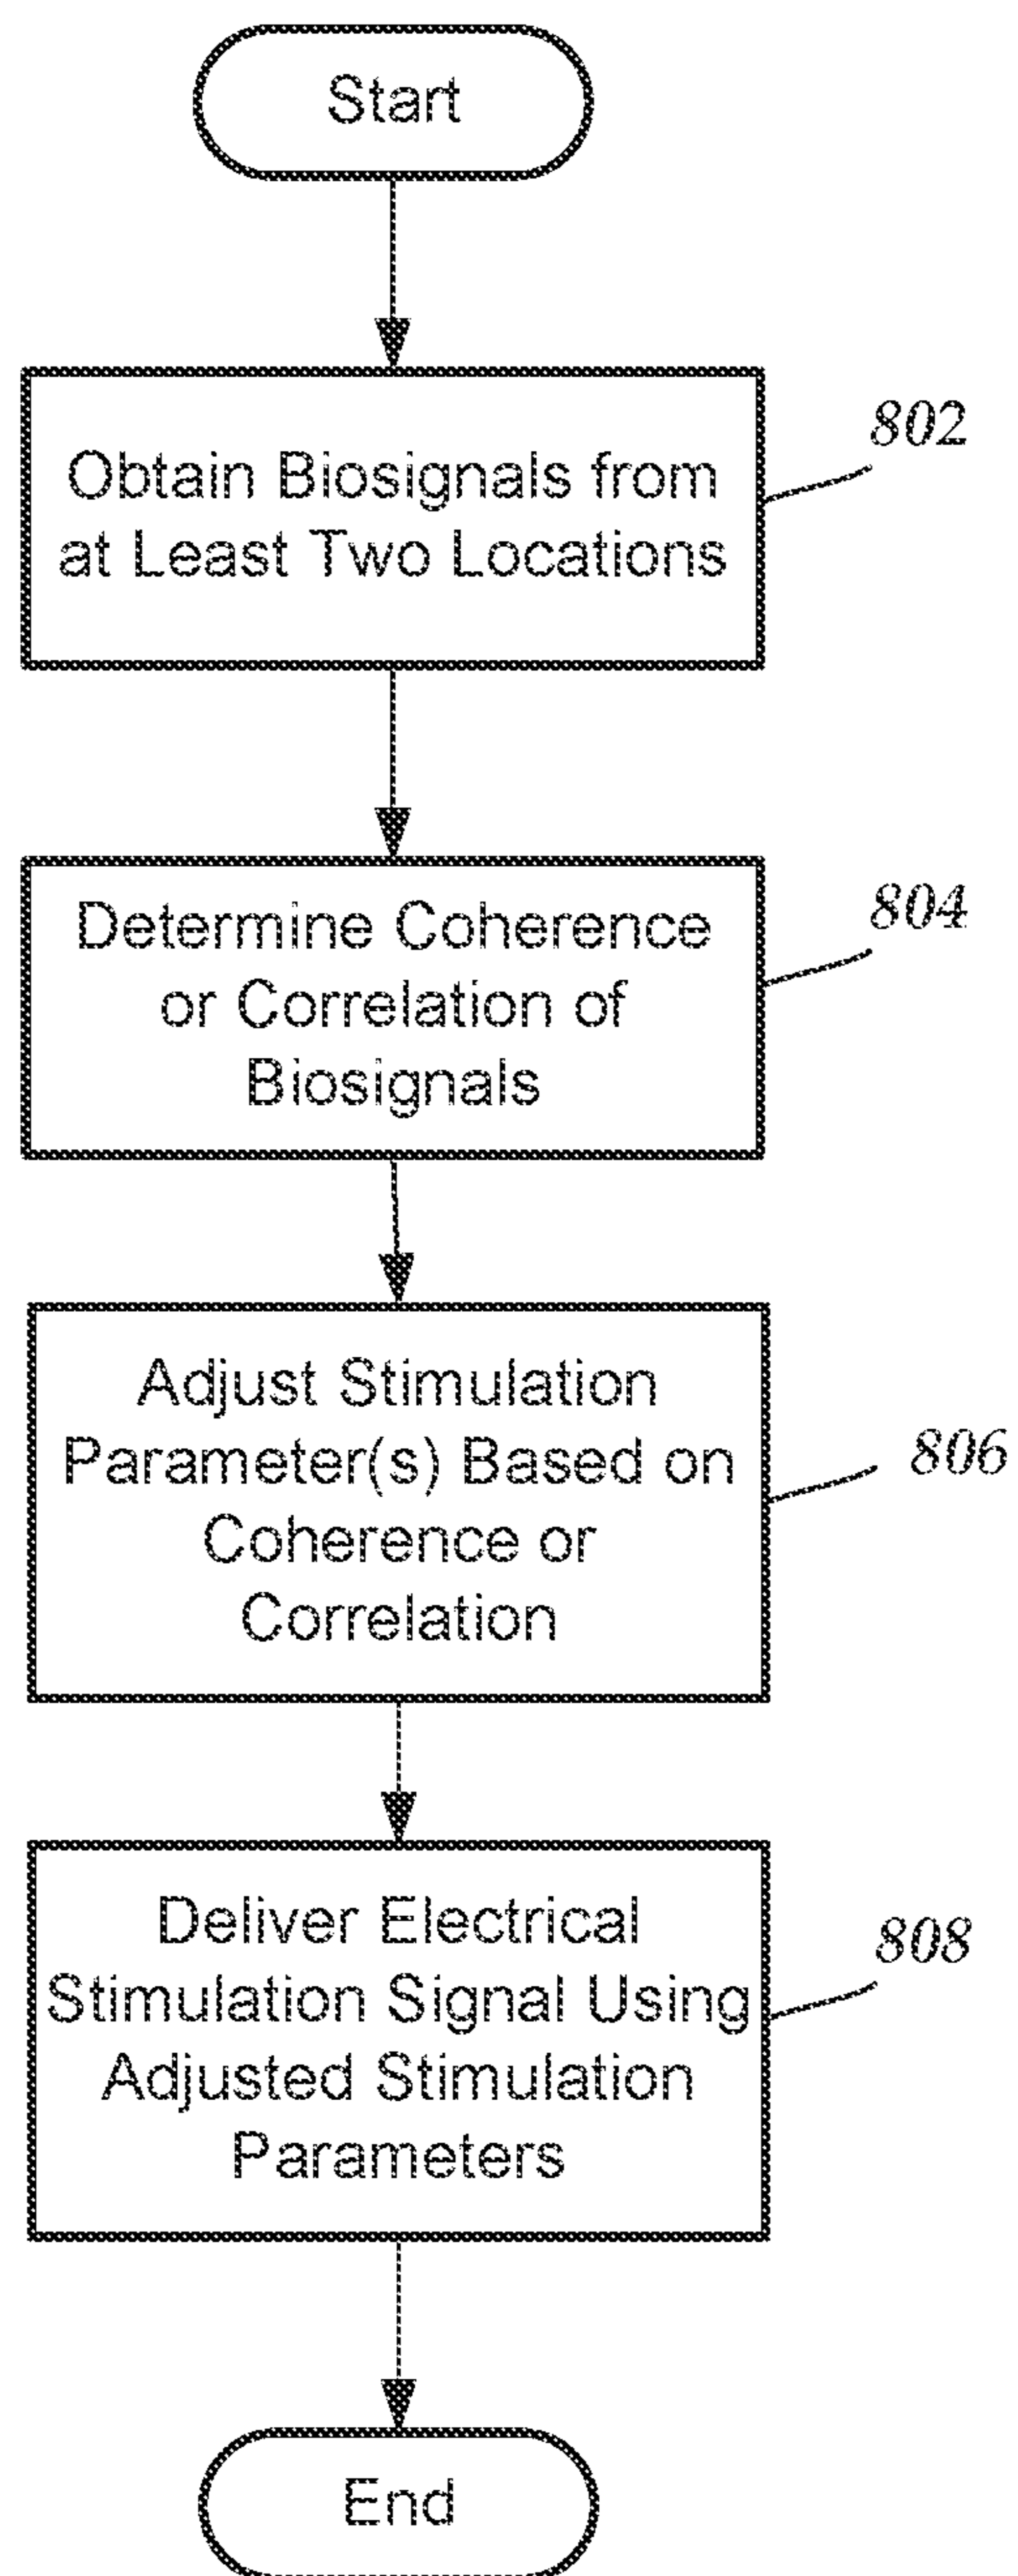 Start
Obtain Biosignals from
at Least Two Locations
802
Determine Coherence
or Correlation of
Biosignals
804
Adjust Stimulation
Parameter(s) Based on
Coherence or
Correlation
806
Deliver Electrical
Stimulation Signal Using
Adjusted Stimulation
Parameters
808
End